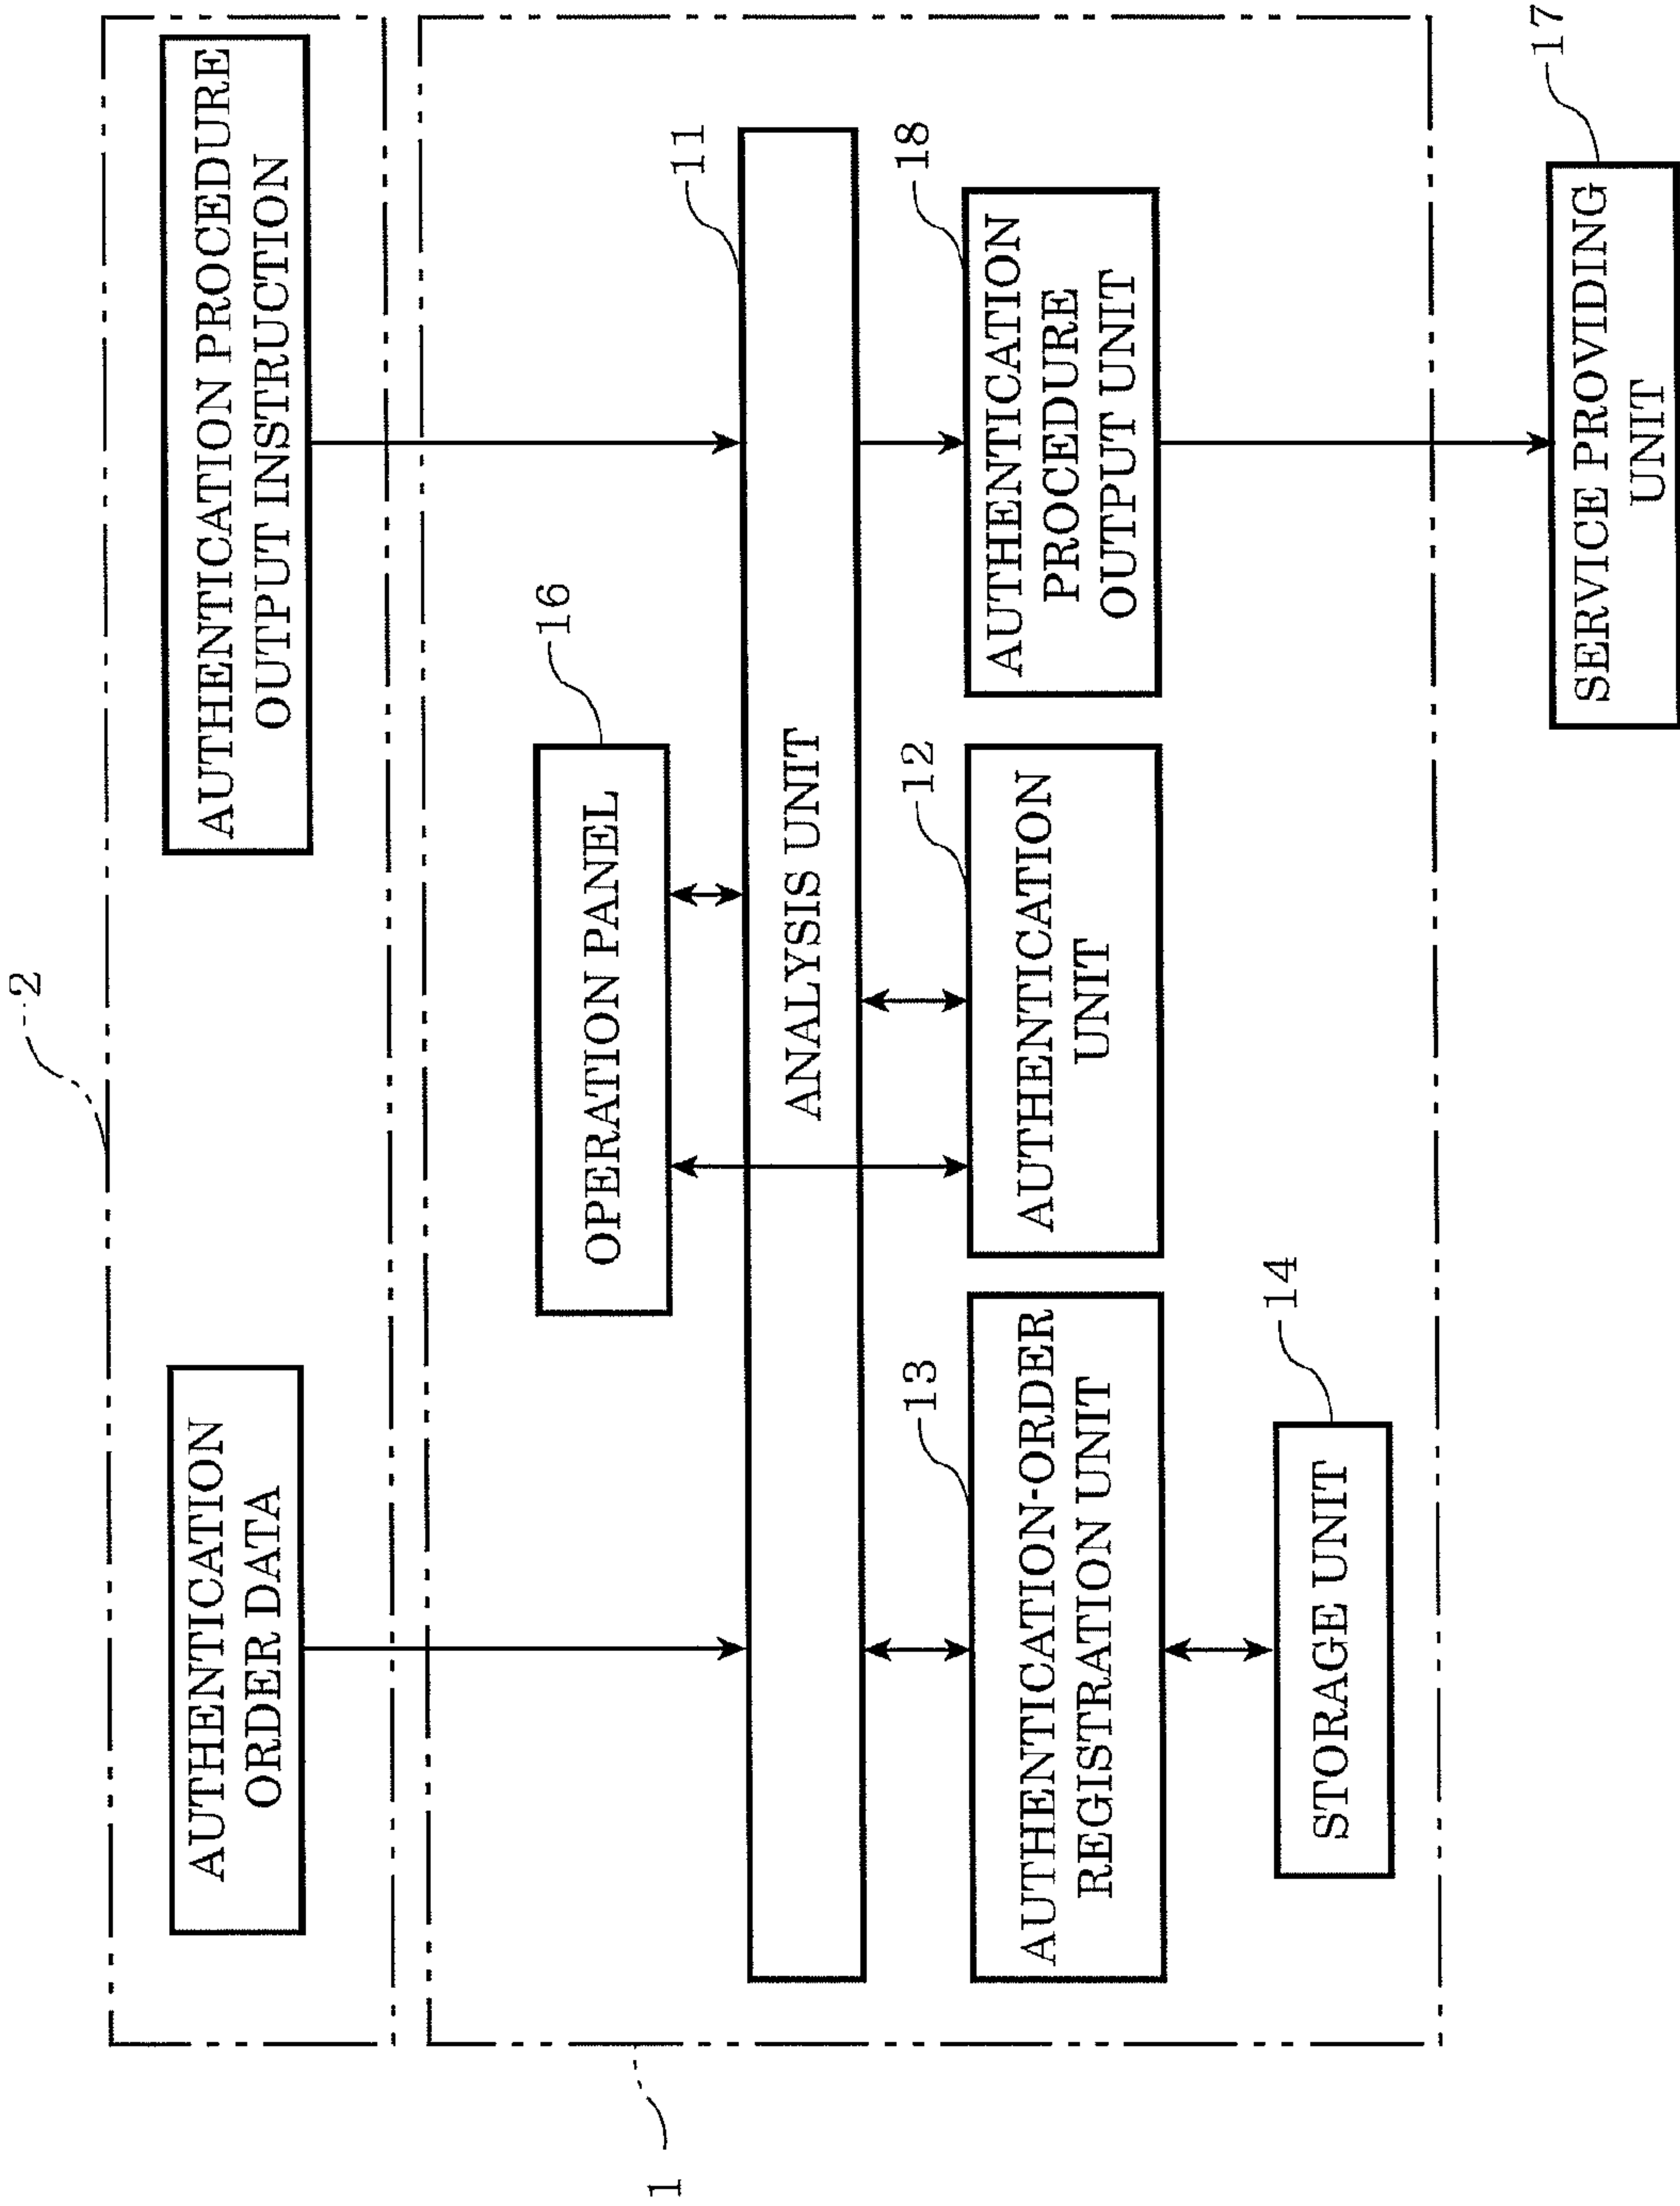 2
AUTHENTICATION
ORDER DATA
AUTHENTICATION PROCEDURE
OUTPUT INSTRUCTION
1
OPERATION PANEL
16
ANALYSIS UNIT
11
AUTHENTICATION-ORDER
REGISTRATION UNIT
13
AUTHENTICATION
UNIT
12
AUTHENTICATION
PROCEDURE
OUTPUT UNIT
18
STORAGE UNIT
14
SERVICE PROVIDING
UNIT
17